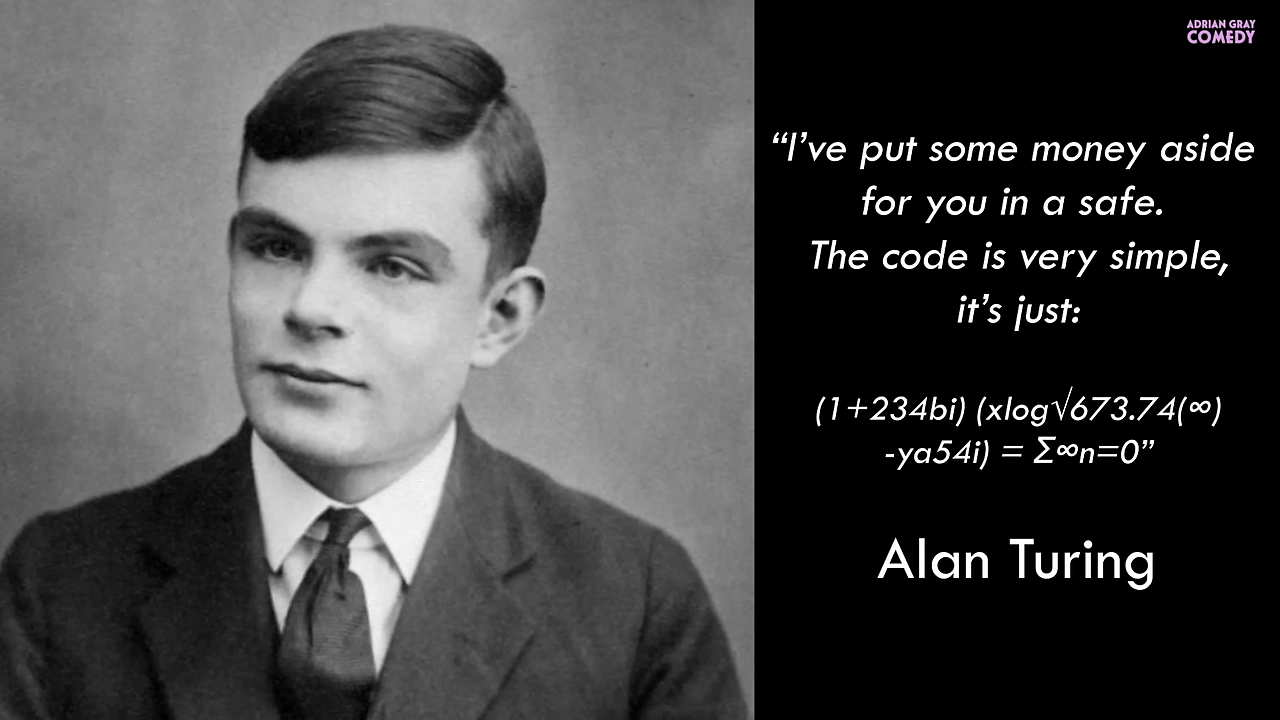 ADRIAN GRAY
COMEDY
“I’ve put some money aside
for you in a safe.
The code is very simple,
it’s just:
(1+234bi) (xlog√673.74(∞)
-ya54i) = Σ∞n=0”
Alan Turing